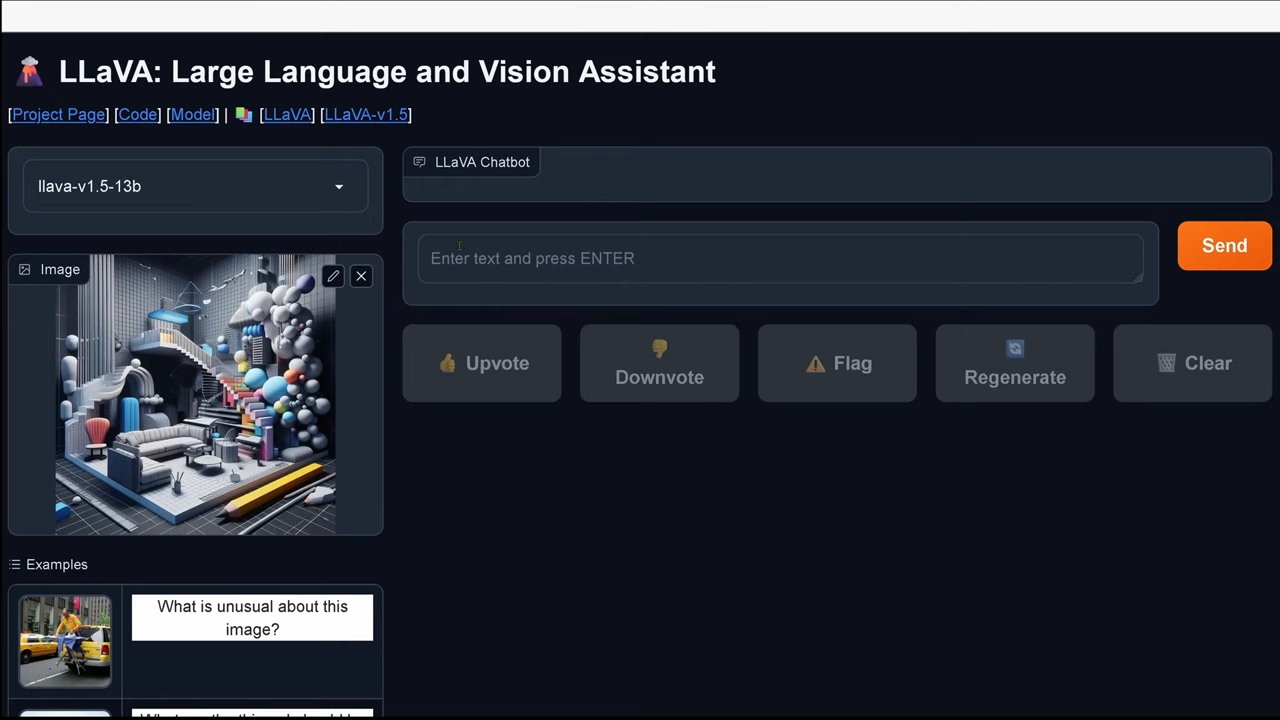 LLaVA: Large Language and Vision Assistant
[Project Page] [Code] [Model] | [LLaVA] [LLaVA-v1.5]
llava-v1.5-13b
LLaVA Chatbot
Enter text and press ENTER
Send
Image
Upvote
Downvote
Flag
Regenerate
Clear
Examples
What is unusual about this
image?